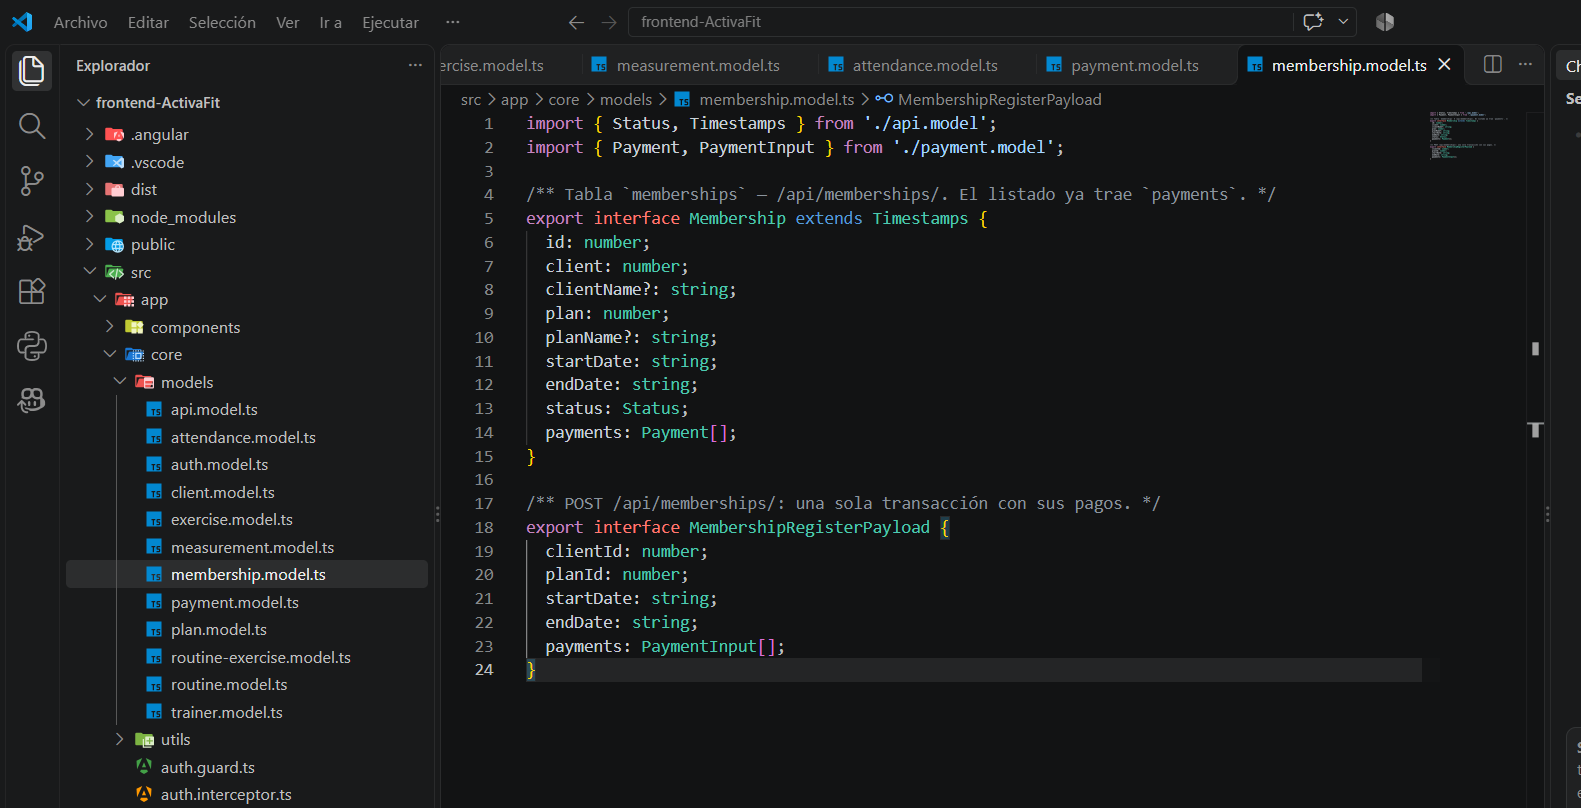 Archivo Editar Selección Ver Ir a Ejecutar ··· frontend-ActivaFit
Explorador ···
frontend-ActivaFit
.angular
.vscode
dist
node_modules
public
src
app
components
core
models
api.model.ts
attendance.model.ts
auth.model.ts
client.model.ts
exercise.model.ts
measurement.model.ts
membership.model.ts
payment.model.ts
plan.model.ts
routine-exercise.model.ts
routine.model.ts
trainer.model.ts
utils
auth.guard.ts
auth.interceptor.ts
ercise.model.ts measurement.model.ts attendance.model.ts payment.model.ts membership.model.ts
src > app > core > models > membership.model.ts > MembershipRegisterPayload
1 import { Status, Timestamps } from './api.model';
2 import { Payment, PaymentInput } from './payment.model';
3
4 /** Tabla `memberships` — /api/memberships/. El listado ya trae `payments`. */
5 export interface Membership extends Timestamps {
6 id: number;
7 client: number;
8 clientName?: string;
9 plan: number;
10 planName?: string;
11 startDate: string;
12 endDate: string;
13 status: Status;
14 payments: Payment[];
15 }
16
17 /** POST /api/memberships/: una sola transacción con sus pagos. */
18 export interface MembershipRegisterPayload {
19 clientId: number;
20 planId: number;
21 startDate: string;
22 endDate: string;
23 payments: PaymentInput[];
24 }
Ch
Se